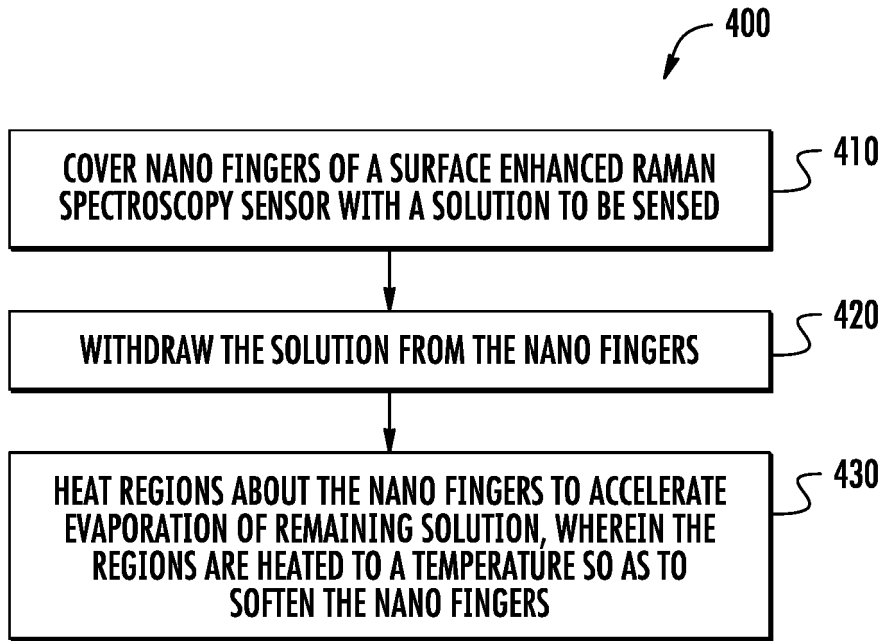 400
COVER NANO FINGERS OF A SURFACE ENHANCED RAMAN
SPECTROSCOPY SENSOR WITH A SOLUTION TO BE SENSED
410
WITHDRAW THE SOLUTION FROM THE NANO FINGERS
420
HEAT REGIONS ABOUT THE NANO FINGERS TO ACCELERATE
EVAPORATION OF REMAINING SOLUTION, WHEREIN THE
REGIONS ARE HEATED TO A TEMPERATURE SO AS TO
SOFTEN THE NANO FINGERS
430